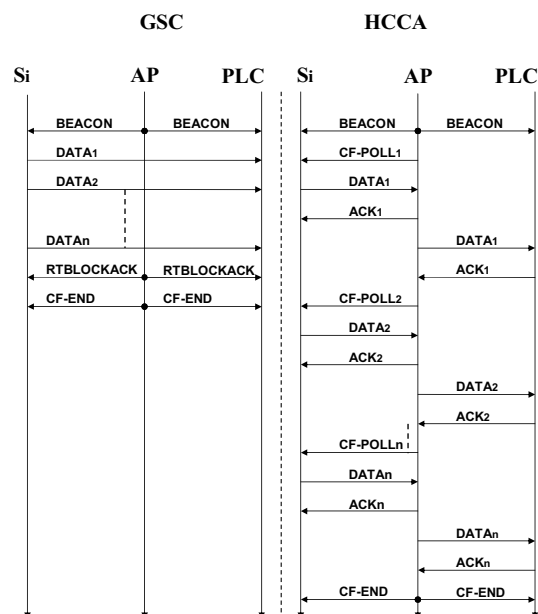 GSC HCCA
Si AP PLC Si AP PLC
BEACON BEACON BEACON BEACON
DATA1 CF-POLL1
DATA2 DATA1
ACK1
DATAn DATA1
RTBLOCKACK RTBLOCKACK ACK1
CF-END CF-END CF-POLL2
DATA2
ACK2
DATA2
ACK2
CF-POLLn
DATAn
ACKn
DATAn
ACKn
CF-END CF-END